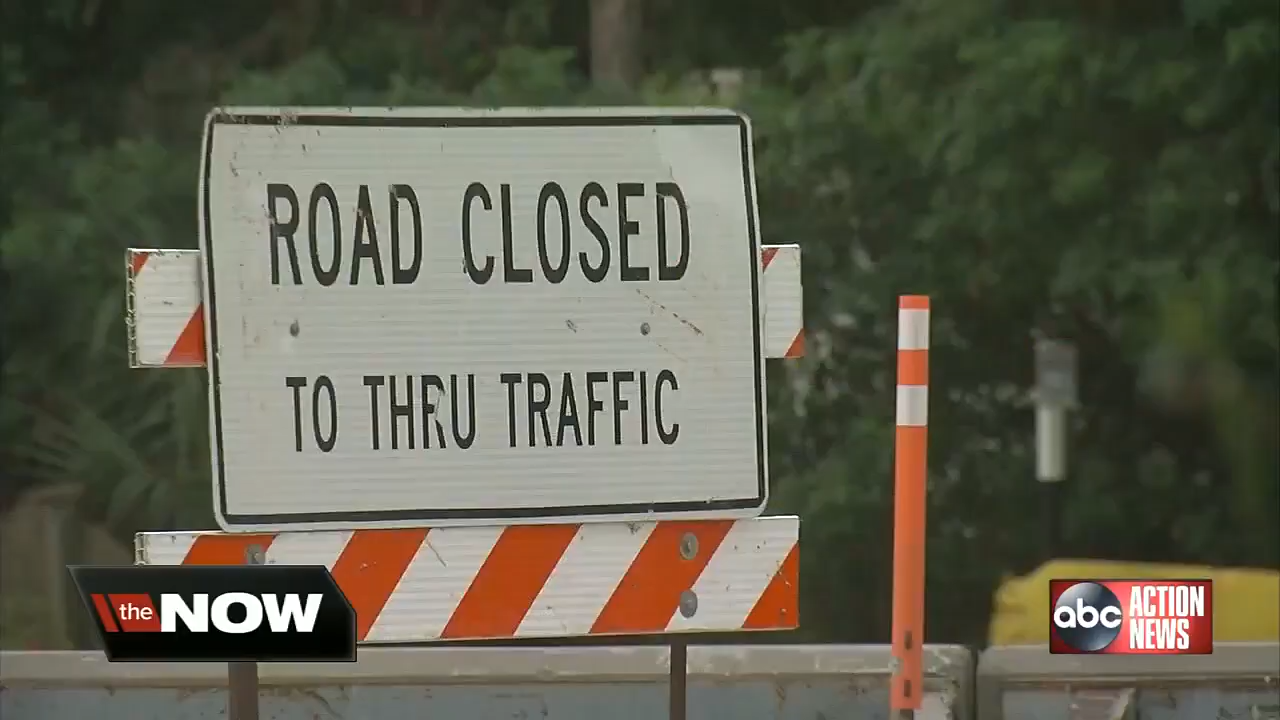 ROAD CLOSED
TO THRU TRAFFIC
the NOW
abc ACTION
NEWS